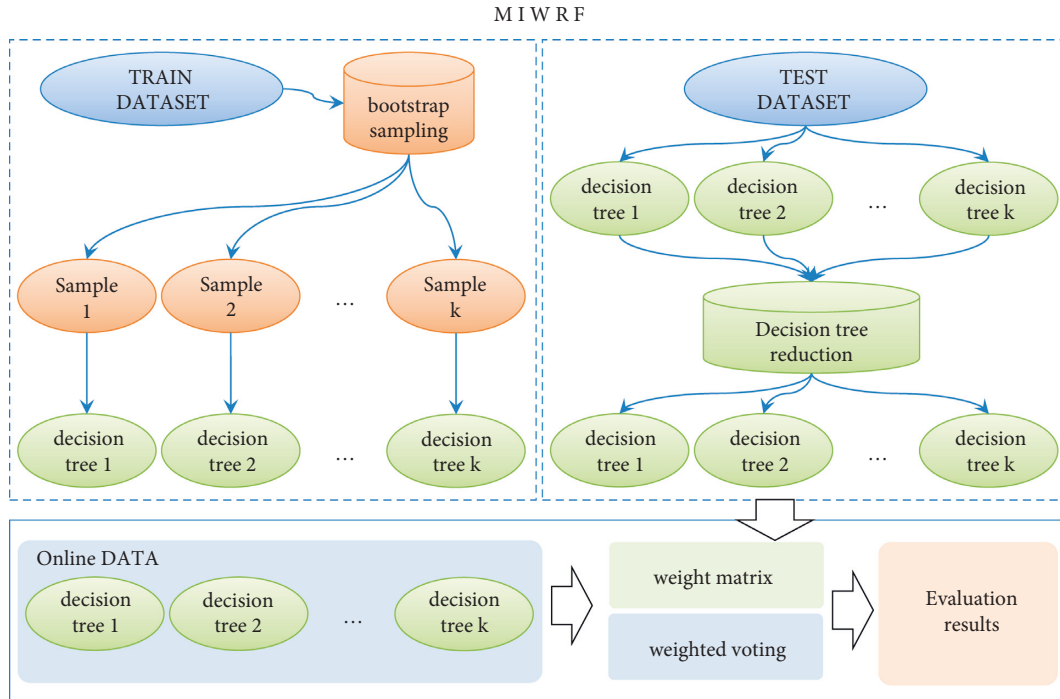 M I W R F
TRAIN
DATASET
bootstrap
sampling
Sample
1
Sample
2
...
Sample
k
decision
tree 1
decision
tree 2
...
decision
tree k
TEST
DATASET
decision
tree 1
decision
tree 2
...
decision
tree k
Decision tree
reduction
decision
tree 1
decision
tree 2
...
decision
tree k
Online DATA
decision
tree 1
decision
tree 2
...
decision
tree k
weight matrix
weighted voting
Evaluation
results